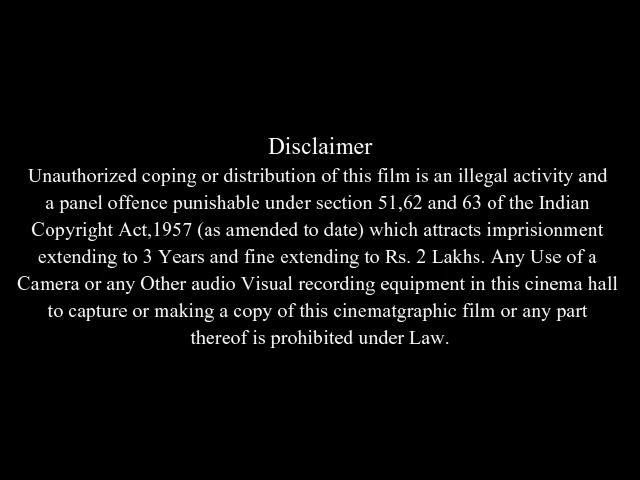 Disclaimer
Unauthorized coping or distribution of this film is an illegal activity and
a panel offence punishable under section 51,62 and 63 of the Indian
Copyright Act,1957 (as amended to date) which attracts imprisionment
extending to 3 Years and fine extending to Rs. 2 Lakhs. Any Use of a
Camera or any Other audio Visual recording equipment in this cinema hall
to capture or making a copy of this cinematgraphic film or any part
thereof is prohibited under Law.